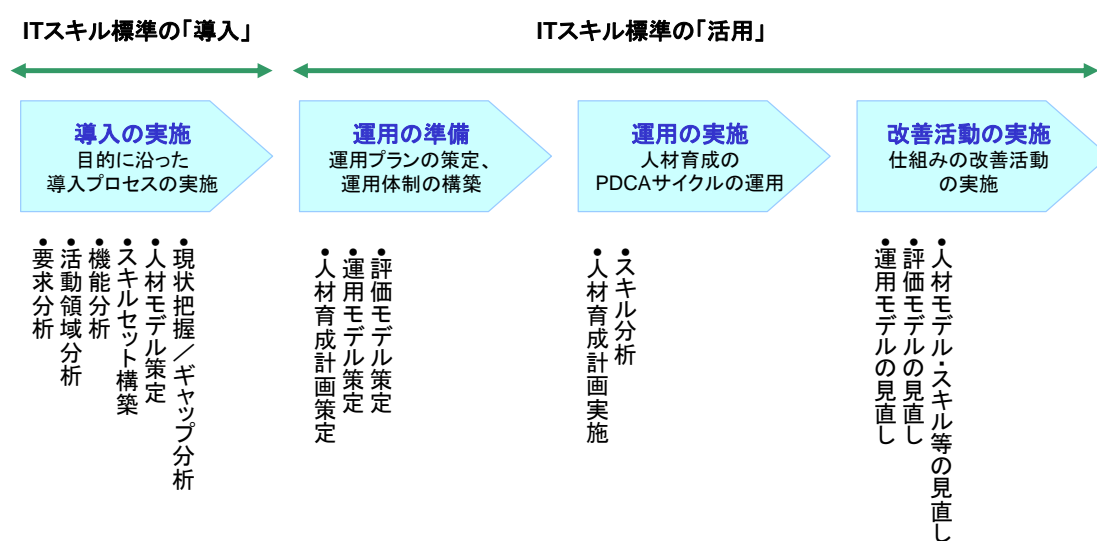 ITスキル標準の「導入」
ITスキル標準の「活用」
導入の実施
目的に沿った
導入プロセスの実施
運用の準備
運用プランの策定、
運用体制の構築
運用の実施
人材育成の
PDCAサイクルの運用
改善活動の実施
仕組みの改善活動
の実施
•現状把握／ギャップ分析
•人材モデル策定
•スキルセット構築
•機能分析
•活動領域分析
•要求分析
•評価モデル策定
•運用モデル策定
•人材育成計画策定
•スキル分析
•人材育成計画実施
•人材モデル・スキル等の見直し
•評価モデルの見直し
•運用モデルの見直し